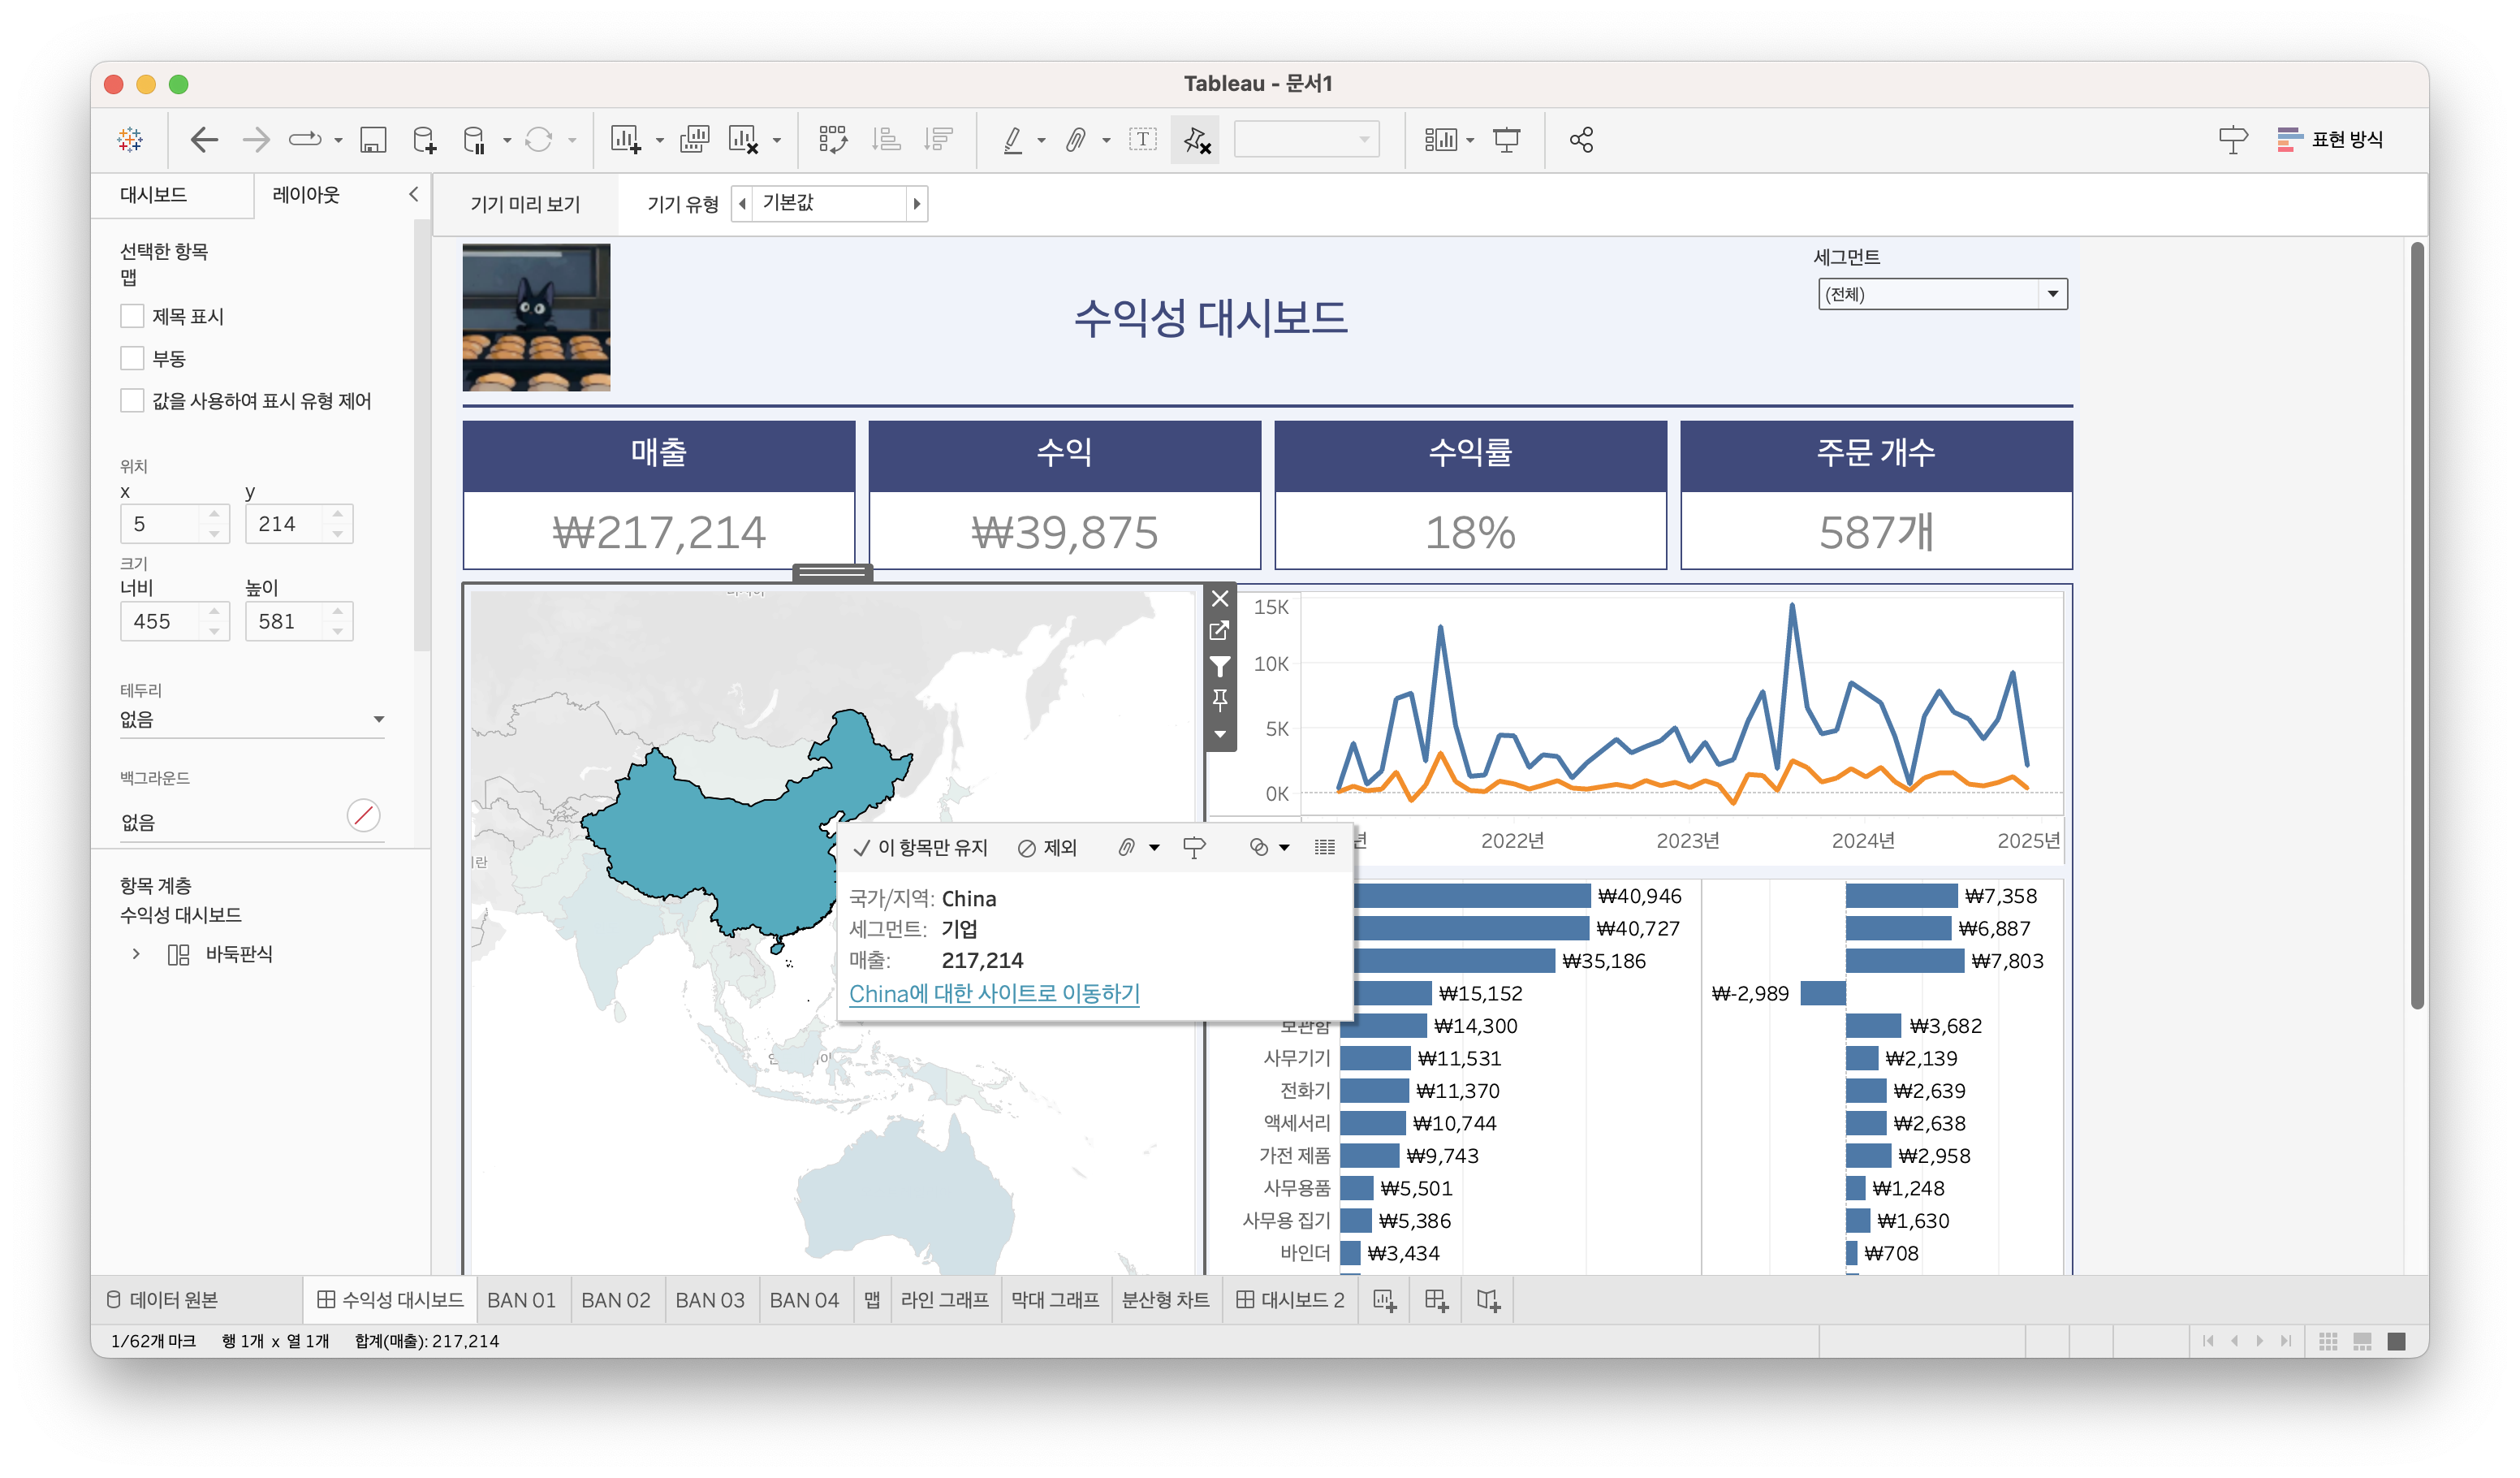 Tableau - 문서1
표현 방식
대시보드
레이아웃
기기 미리 보기
기기 유형
기본값
선택한 항목
맵
제목 표시
부동
값을 사용하여 표시 유형 제어
위치
x
y
5
214
크기
너비
높이
455
581
테두리
없음
백그라운드
없음
항목 계층
수익성 대시보드
바둑판식
수익성 대시보드
세그먼트
(전체)
매출
수익
수익률
주문 개수
₩217,214
₩39,875
18%
587개
15K
10K
5K
0K
2022년
2023년
2024년
2025년
이 항목만 유지
제외
국가/지역: China
세그먼트: 기업
매출: 217,214
China에 대한 사이트로 이동하기
₩40,946
₩7,358
₩40,727
₩6,887
₩35,186
₩7,803
₩15,152
₩-2,989
보관함
₩14,300
₩3,682
사무기기
₩11,531
₩2,139
전화기
₩11,370
₩2,639
액세서리
₩10,744
₩2,638
가전 제품
₩9,743
₩2,958
사무용품
₩5,501
₩1,248
사무용 집기
₩5,386
₩1,630
바인더
₩3,434
₩708
데이터 원본
수익성 대시보드
BAN 01
BAN 02
BAN 03
BAN 04
맵
라인 그래프
막대 그래프
분산형 차트
대시보드 2
1/62개 마크
행 1개 x 열 1개
합계(매출): 217,214